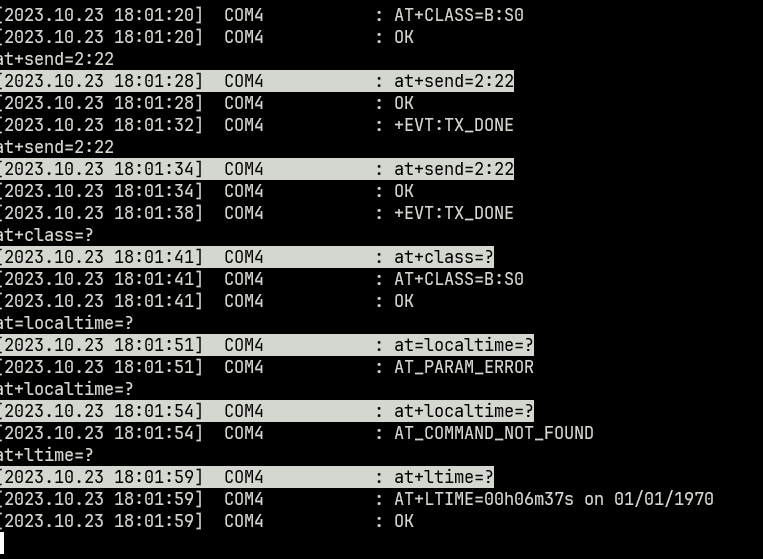 [2023.10.23 18:01:20]  COM4           : AT+CLASS=B:S0
[2023.10.23 18:01:20]  COM4           : OK
at+send=2:22
[2023.10.23 18:01:28]  COM4           : at+send=2:22
[2023.10.23 18:01:28]  COM4           : OK
[2023.10.23 18:01:32]  COM4           : +EVT:TX_DONE
at+send=2:22
[2023.10.23 18:01:34]  COM4           : at+send=2:22
[2023.10.23 18:01:34]  COM4           : OK
[2023.10.23 18:01:38]  COM4           : +EVT:TX_DONE
at+class=?
[2023.10.23 18:01:41]  COM4           : at+class=?
[2023.10.23 18:01:41]  COM4           : AT+CLASS=B:S0
[2023.10.23 18:01:41]  COM4           : OK
at=localtime=?
[2023.10.23 18:01:51]  COM4           : at=localtime=?
[2023.10.23 18:01:51]  COM4           : AT_PARAM_ERROR
at+localtime=?
[2023.10.23 18:01:54]  COM4           : at+localtime=?
[2023.10.23 18:01:54]  COM4           : AT_COMMAND_NOT_FOUND
at+ltime=?
[2023.10.23 18:01:59]  COM4           : at+ltime=?
[2023.10.23 18:01:59]  COM4           : AT+LTIME=00h06m37s on 01/01/1970
[2023.10.23 18:01:59]  COM4           : OK